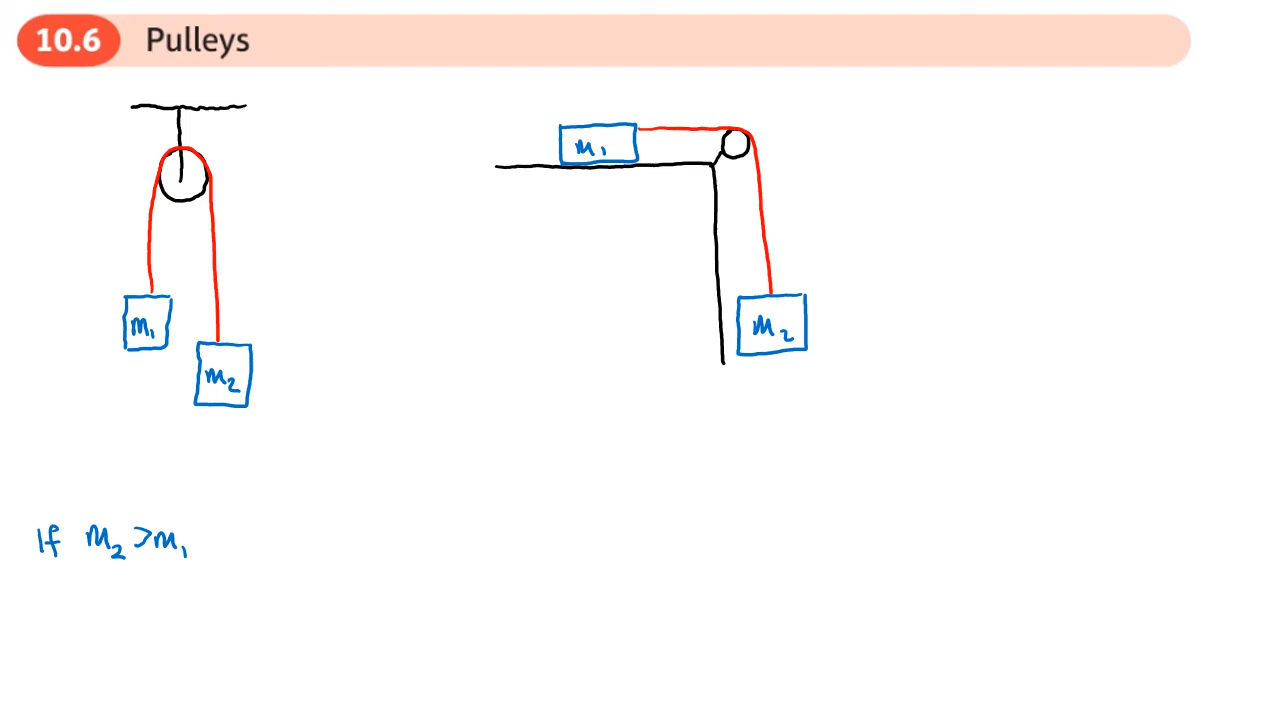 10.6 Pulleys
m₁
m₂
m₁
m₂
If m₂ > m₁